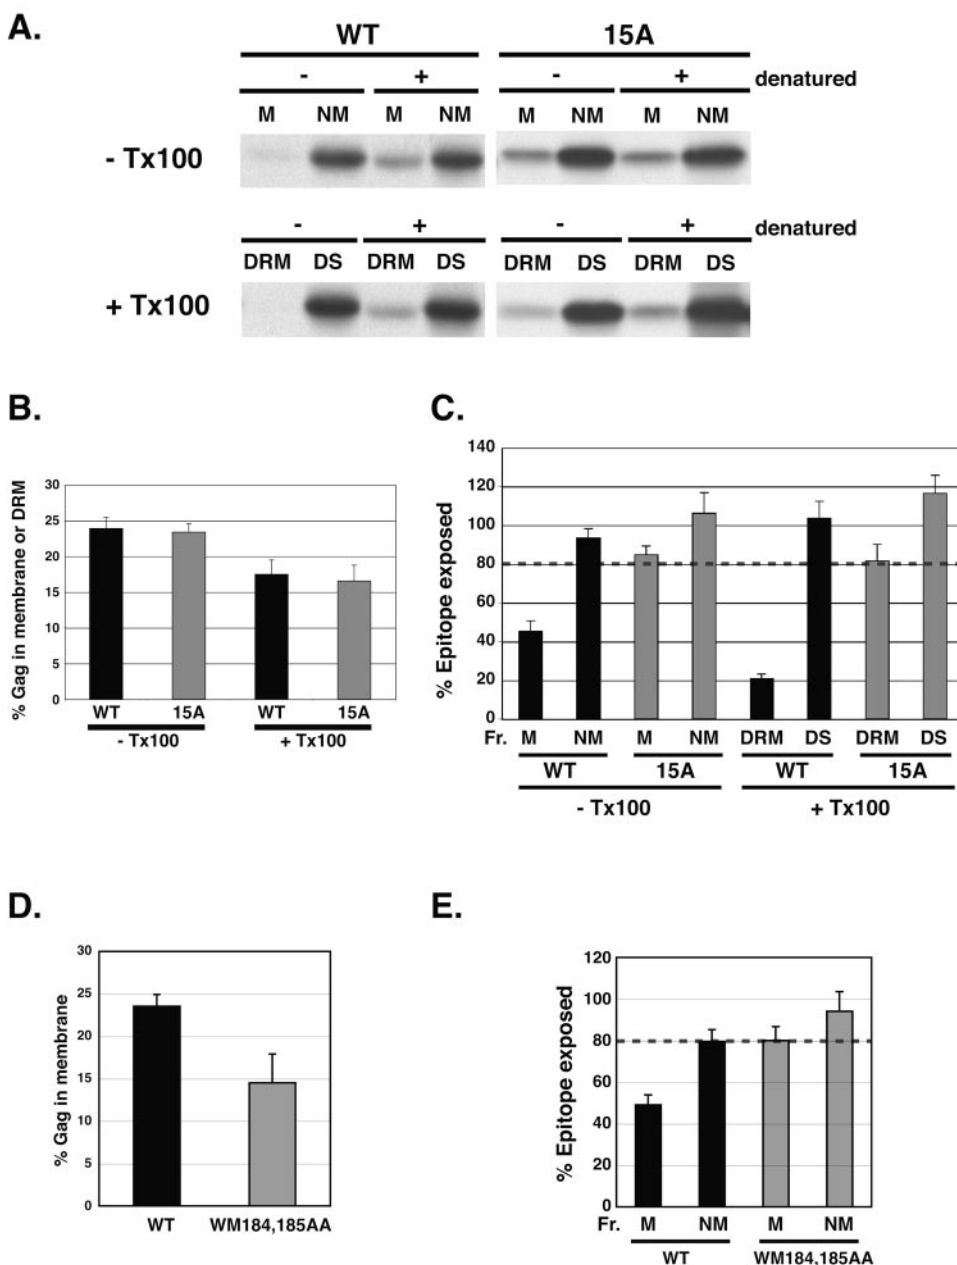 A.
WT 15A
- + - + denatured
M NM M NM M NM M NM
- Tx100
- + - + denatured
DRM DS DRM DS DRM DS DRM DS
+ Tx100
B.
% Gag in membrane or DRM
30
25
20
15
10
5
0
WT 15A WT 15A
- Tx100 + Tx100
C.
% Epitope exposed
140
120
100
80
60
40
20
0
Fr. M NM M NM DRM DS DRM DS
WT 15A WT 15A
- Tx100 + Tx100
D.
% Gag in membrane
30
25
20
15
10
5
0
WT WM184,185AA
E.
% Epitope exposed
120
100
80
60
40
20
0
Fr. M NM M NM
WT WM184,185AA